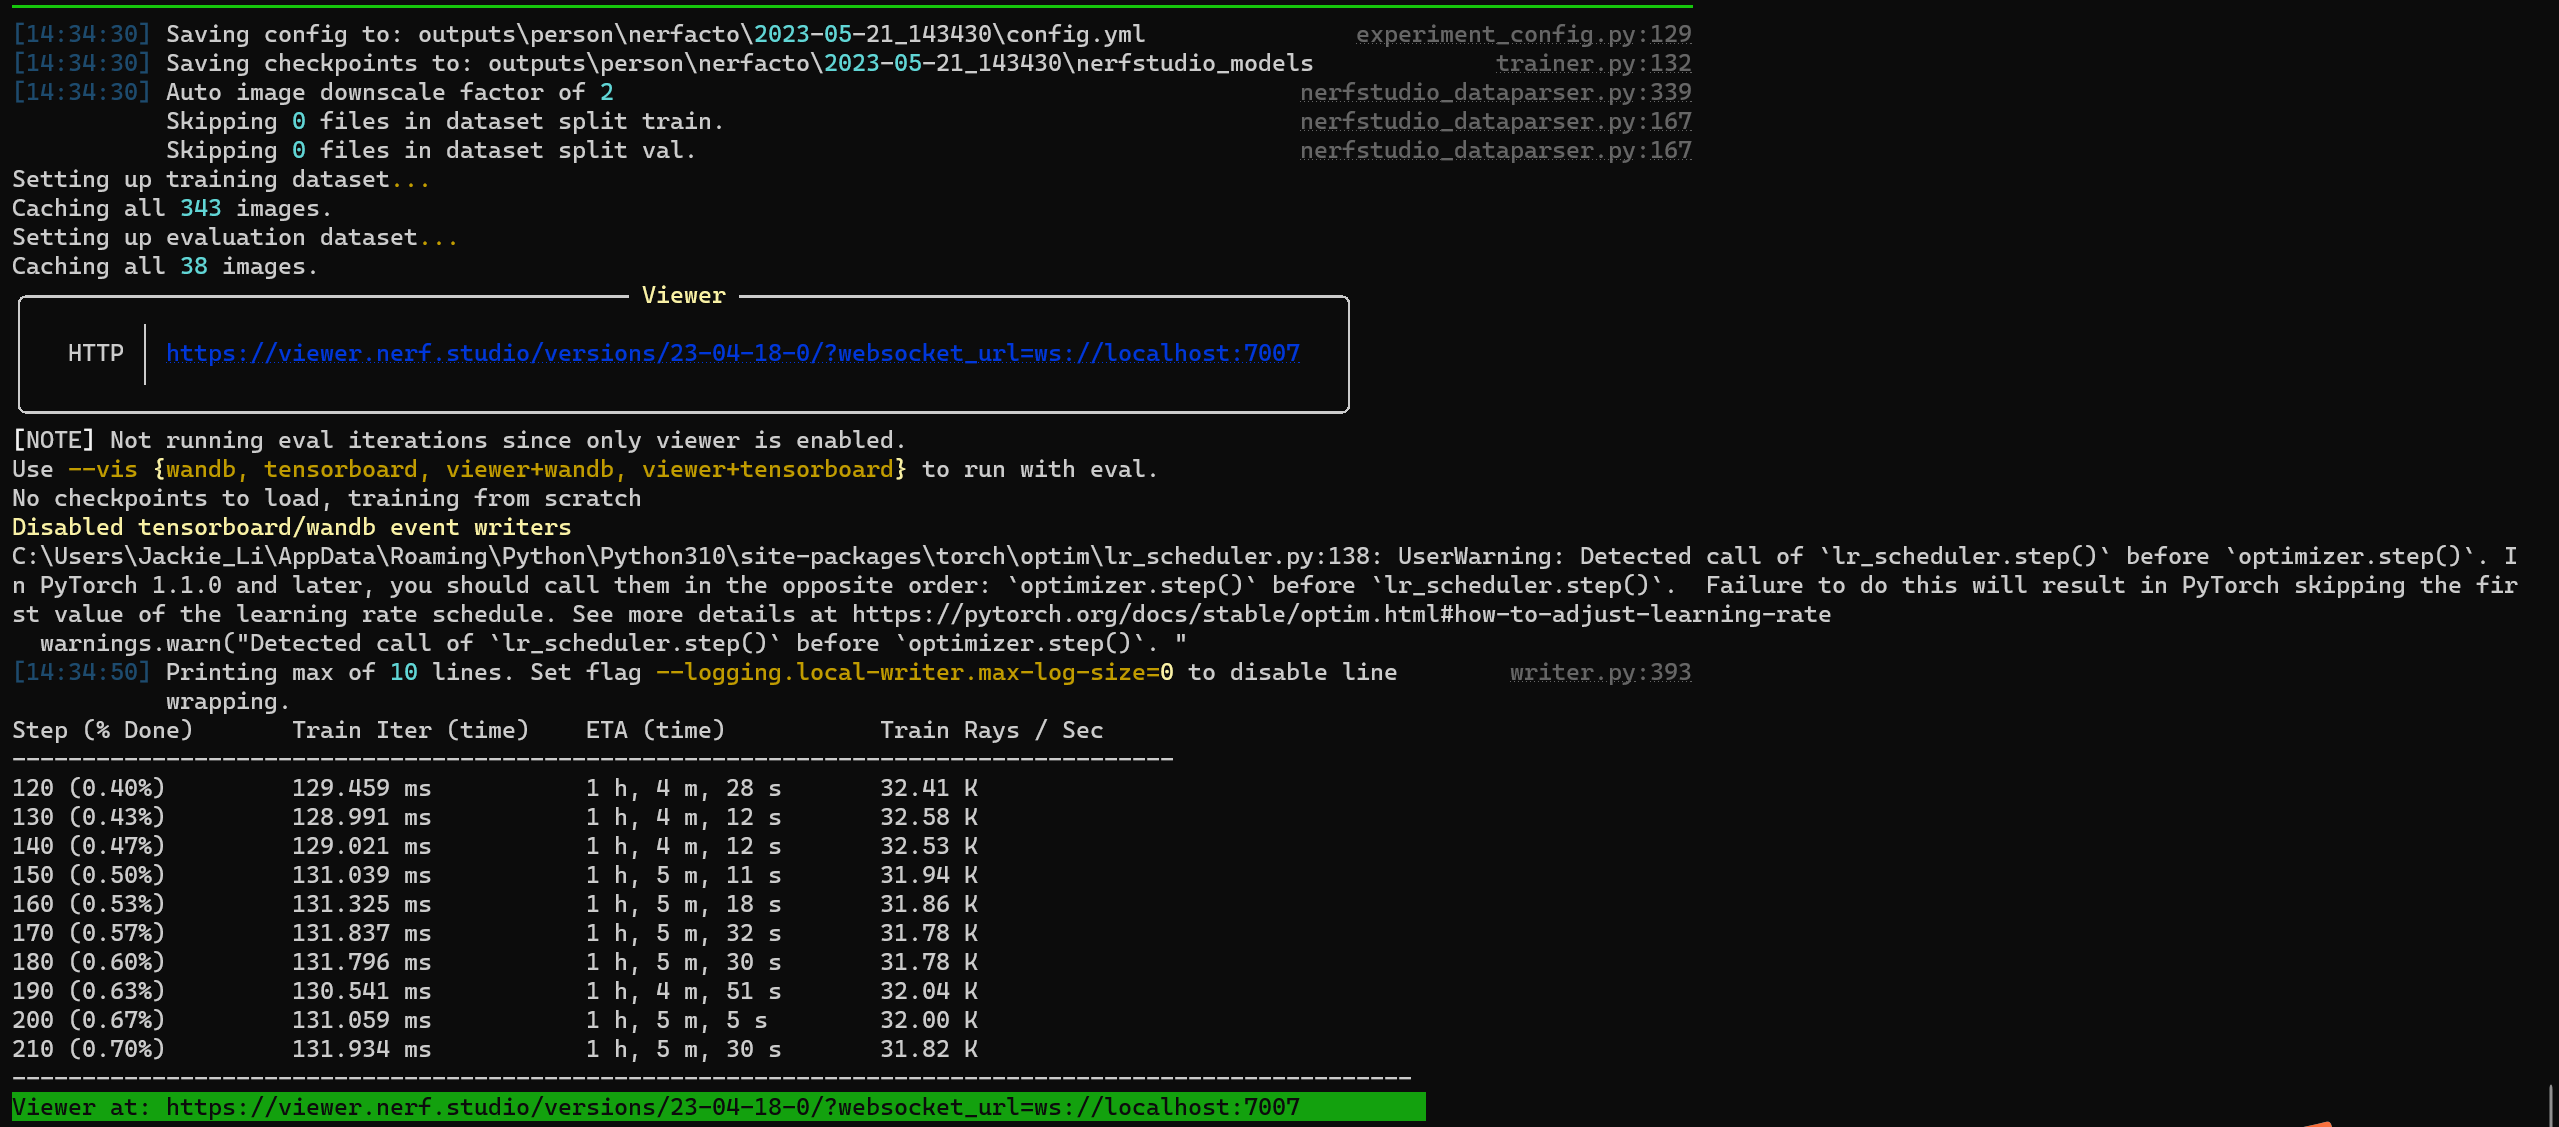 [14:34:30] Saving config to: outputs\person\nerfacto\2023-05-21_143430\config.yml experiment_config.py:129
[14:34:30] Saving checkpoints to: outputs\person\nerfacto\2023-05-21_143430\nerfstudio_models trainer.py:132
[14:34:30] Auto image downscale factor of 2 nerfstudio_dataparser.py:339
Skipping 0 files in dataset split train. nerfstudio_dataparser.py:167
Skipping 0 files in dataset split val. nerfstudio_dataparser.py:167
Setting up training dataset...
Caching all 343 images.
Setting up evaluation dataset...
Caching all 38 images.
Viewer
HTTP https://viewer.nerf.studio/versions/23-04-18-0/?websocket_url=ws://localhost:7007
[NOTE] Not running eval iterations since only viewer is enabled.
Use --vis {wandb, tensorboard, viewer+wandb, viewer+tensorboard} to run with eval.
No checkpoints to load, training from scratch
Disabled tensorboard/wandb event writers
C:\Users\Jackie_Li\AppData\Roaming\Python\Python310\site-packages\torch\optim\lr_scheduler.py:138: UserWarning: Detected call of `lr_scheduler.step()` before `optimizer.step()`. I
n PyTorch 1.1.0 and later, you should call them in the opposite order: `optimizer.step()` before `lr_scheduler.step()`.  Failure to do this will result in PyTorch skipping the fir
st value of the learning rate schedule. See more details at https://pytorch.org/docs/stable/optim.html#how-to-adjust-learning-rate
warnings.warn("Detected call of `lr_scheduler.step()` before `optimizer.step()`. "
[14:34:50] Printing max of 10 lines. Set flag --logging.local-writer.max-log-size=0 to disable line writer.py:393
wrapping.
Step (% Done) Train Iter (time) ETA (time) Train Rays / Sec
-----------------------------------------------------------------------------------
120 (0.40%) 129.459 ms 1 h, 4 m, 28 s 32.41 K
130 (0.43%) 128.991 ms 1 h, 4 m, 12 s 32.58 K
140 (0.47%) 129.021 ms 1 h, 4 m, 12 s 32.53 K
150 (0.50%) 131.039 ms 1 h, 5 m, 11 s 31.94 K
160 (0.53%) 131.325 ms 1 h, 5 m, 18 s 31.86 K
170 (0.57%) 131.837 ms 1 h, 5 m, 32 s 31.78 K
180 (0.60%) 131.796 ms 1 h, 5 m, 30 s 31.78 K
190 (0.63%) 130.541 ms 1 h, 4 m, 51 s 32.04 K
200 (0.67%) 131.059 ms 1 h, 5 m, 5 s 32.00 K
210 (0.70%) 131.934 ms 1 h, 5 m, 30 s 31.82 K
----------------------------------------------------------------------------------------------------
Viewer at: https://viewer.nerf.studio/versions/23-04-18-0/?websocket_url=ws://localhost:7007